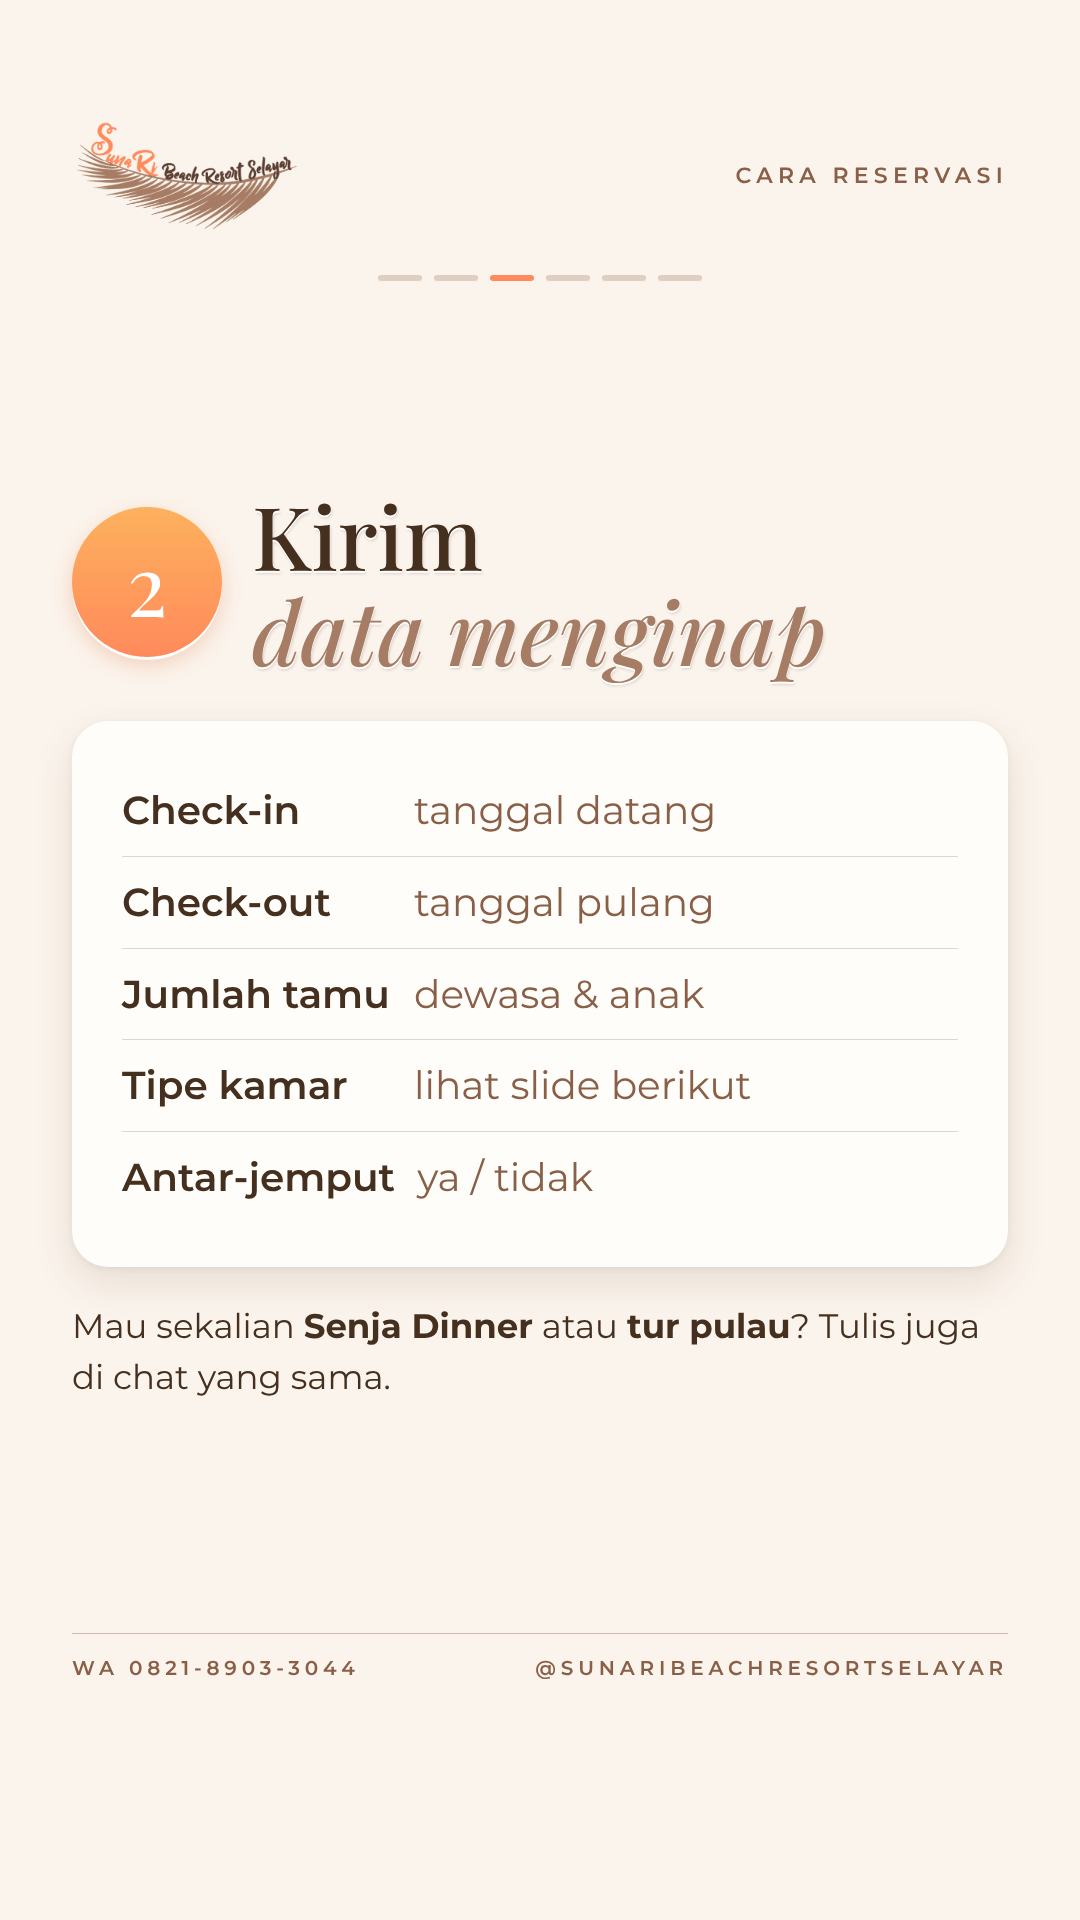 SunaRi Beach Resort Selayar
CARA RESERVASI
2
Kirim
data menginap
Check-in tanggal datang
Check-out tanggal pulang
Jumlah tamu dewasa & anak
Tipe kamar lihat slide berikut
Antar-jemput ya / tidak
Mau sekalian Senja Dinner atau tur pulau? Tulis juga
di chat yang sama.
WA 0821-8903-3044 @SUNARIBEACHRESORTSELAYAR